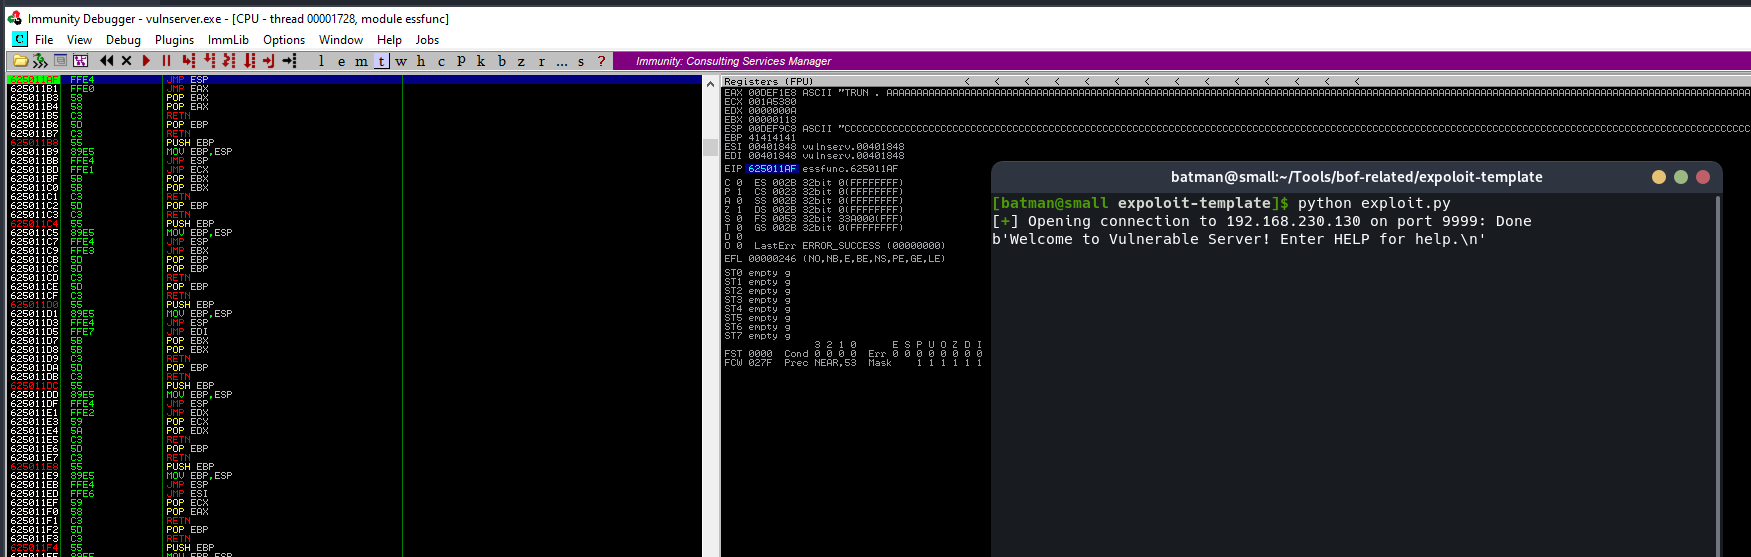 Immunity Debugger - vulnserver.exe - [CPU - thread 00001728, module essfunc]
C File View Debug Plugins ImmLib Options Window Help Jobs
l e m t w h c p k b z r ... s ? Immunity: Consulting Services Manager
625011AF FFE4 JMP ESP
625011B1 FFE0 JMP EAX
625011B3 58 POP EAX
625011B4 58 POP EAX
625011B5 C3 RETN
625011B6 5D POP EBP
625011B7 C3 RETN
625011B8 55 PUSH EBP
625011B9 89E5 MOV EBP,ESP
625011BB FFE4 JMP ESP
625011BD FFE1 JMP ECX
625011BF 5B POP EBX
625011C0 5B POP EBX
625011C1 C3 RETN
625011C2 5D POP EBP
625011C3 C3 RETN
625011C4 55 PUSH EBP
625011C5 89E5 MOV EBP,ESP
625011C7 FFE4 JMP ESP
625011C9 FFE3 JMP EBX
625011CB 5D POP EBP
625011CC 5D POP EBP
625011CD C3 RETN
625011CE 5D POP EBP
625011CF C3 RETN
625011D0 55 PUSH EBP
625011D1 89E5 MOV EBP,ESP
625011D3 FFE4 JMP ESP
625011D5 FFE7 JMP EDI
625011D7 5B POP EBX
625011D8 5B POP EBX
625011D9 C3 RETN
625011DA 5D POP EBP
625011DC 55 PUSH EBP
625011DD 89E5 MOV EBP,ESP
625011DF FFE4 JMP ESP
625011E1 FFE2 JMP EDX
625011E3 59 POP ECX
625011E4 5A POP EDX
625011E5 C3 RETN
625011E6 5D POP EBP
625011E7 C3 RETN
625011E8 55 PUSH EBP
625011E9 89E5 MOV EBP,ESP
625011EB FFE4 JMP ESP
625011ED FFE6 JMP ESI
625011EF 59 POP ECX
625011F0 58 POP EAX
625011F1 C3 RETN
625011F2 5D POP EBP
625011F3 C3 RETN
625011F4 55 PUSH EBP
Registers (FPU) < < < < < < < < < < < < < <
EAX 00DEF1E8 ASCII "TRUN .
ECX 001A5380
EDX 0000000A
EBX 00000118
ESP 00DEF9C8 ASCII
EBP 41414141
ESI 00401848 vulnserv.00401848
EDI 00401848 vulnserv.00401848
EIP 625011AF essfunc.625011AF
C 0 ES 002B 32bit 0(FFFFFFFF)
P 1 CS 0023 32bit 0(FFFFFFFF)
A 0 SS 002B 32bit 0(FFFFFFFF)
Z 1 DS 002B 32bit 0(FFFFFFFF)
S 0 FS 0053 32bit 33A000(FFF)
T 0 GS 002B 32bit 0(FFFFFFFF)
D 0
O 0 LastErr ERROR_SUCCESS (00000000)
EFL 00000246 (NO,NB,E,BE,NS,PE,GE,LE)
ST0 empty g
ST1 empty g
ST2 empty g
ST3 empty g
ST4 empty g
ST5 empty g
ST6 empty g
ST7 empty g
3 2 1 0 E S P U O Z D I
FST 0000 Cond 0 0 0 0 Err 0 0 0 0 0 0 0 0
FCW 027F Prec NEAR,53 Mask 1 1 1 1 1 1
batman@small:~/Tools/bof-related/expoloit-template
[batman@small expoloit-template]$ python exploit.py
[+] Opening connection to 192.168.230.130 on port 9999: Done
b'Welcome to Vulnerable Server! Enter HELP for help.\n'